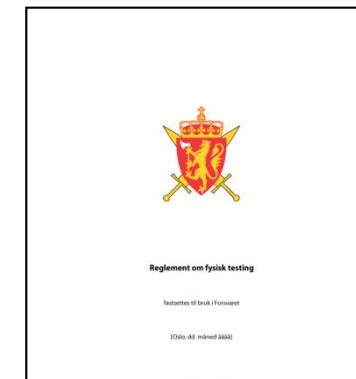 Reglement om fysisk testing
fastsettes til bruk i Forsvaret
[Oslo, dd. måned åååå]